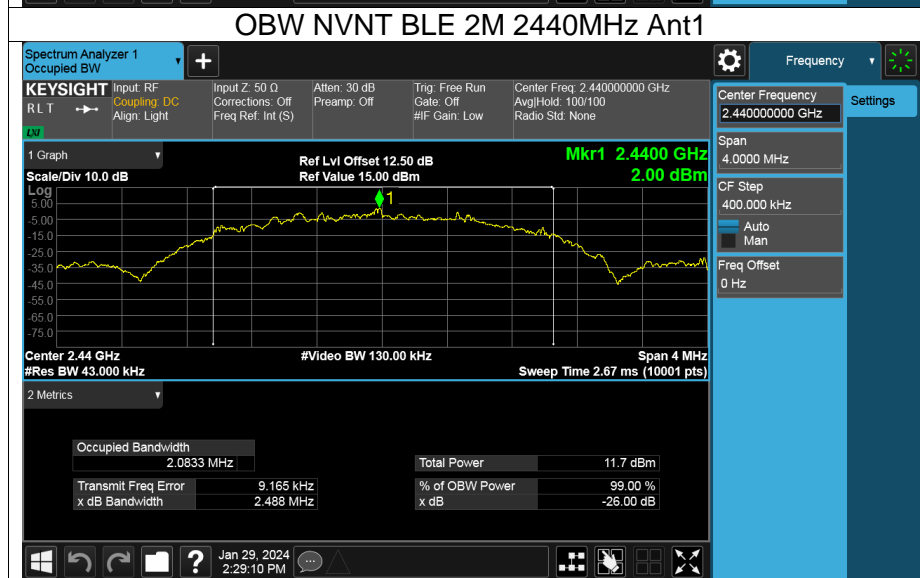 OBW NVNT BLE 2M 2440MHz Ant1
Spectrum Analyzer 1
Occupied BW
+
Frequency
KEYSIGHT
RLT
LXI
Input: RF
Coupling: DC
Align: Light
Input Z: 50 Ω
Corrections: Off
Freq Ref: Int (S)
Atten: 30 dB
Preamp: Off
Trig: Free Run
Gate: Off
#IF Gain: Low
Center Freq: 2.440000000 GHz
Avg|Hold: 100/100
Radio Std: None
Center Frequency
2.440000000 GHz
Settings
Span
4.0000 MHz
CF Step
400.000 kHz
Auto
Man
Freq Offset
0 Hz
1 Graph
Scale/Div 10.0 dB
Ref Lvl Offset 12.50 dB
Ref Value 15.00 dBm
Mkr1 2.4400 GHz
2.00 dBm
Log
5.00
-5.00
-15.0
-25.0
-35.0
-45.0
-55.0
-65.0
-75.0
1
Center 2.44 GHz
#Video BW 130.00 kHz
Span 4 MHz
#Res BW 43.000 kHz
Sweep Time 2.67 ms (10001 pts)
2 Metrics
Occupied Bandwidth
2.0833 MHz
Total Power 11.7 dBm
Transmit Freq Error 9.165 kHz
% of OBW Power 99.00 %
x dB Bandwidth 2.488 MHz
x dB -26.00 dB
?
Jan 29, 2024
2:29:10 PM